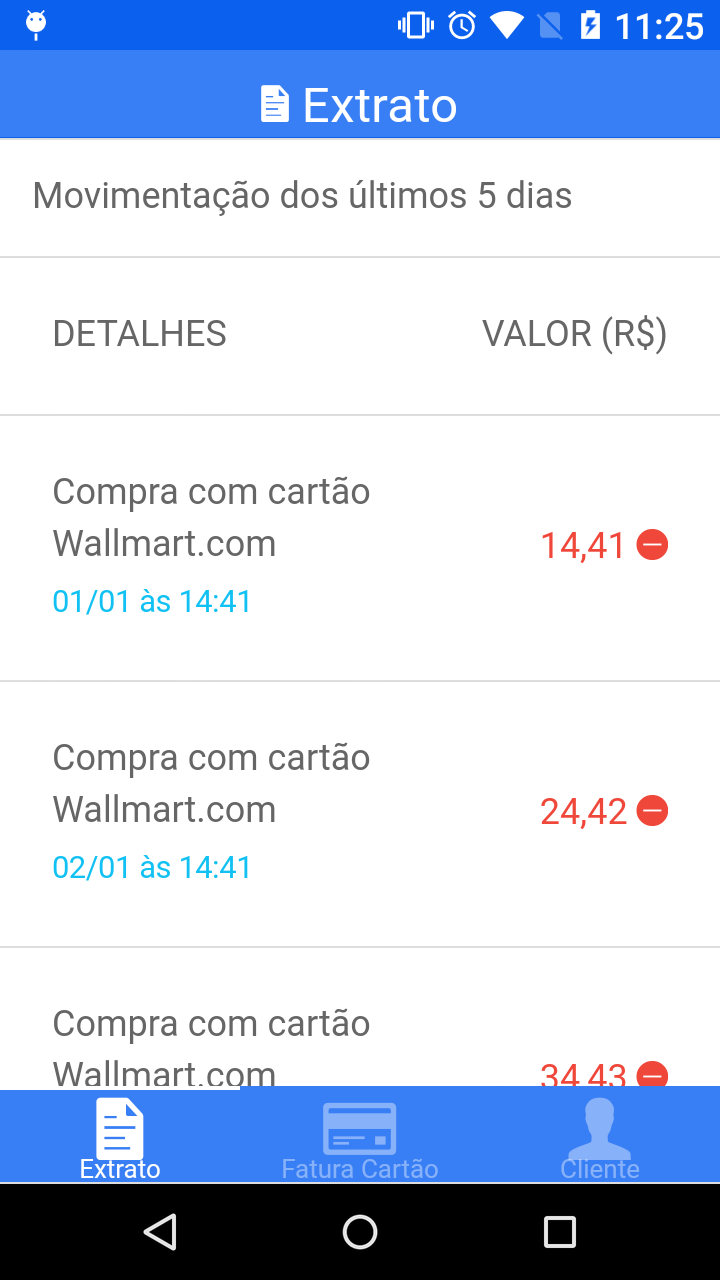 11:25
Extrato
Movimentação dos últimos 5 dias
DETALHES VALOR (R$)
Compra com cartão
Wallmart.com 14,41
01/01 às 14:41
Compra com cartão
Wallmart.com 24,42
02/01 às 14:41
Compra com cartão
Wallmart.com 34,43
Extrato Fatura Cartão Cliente